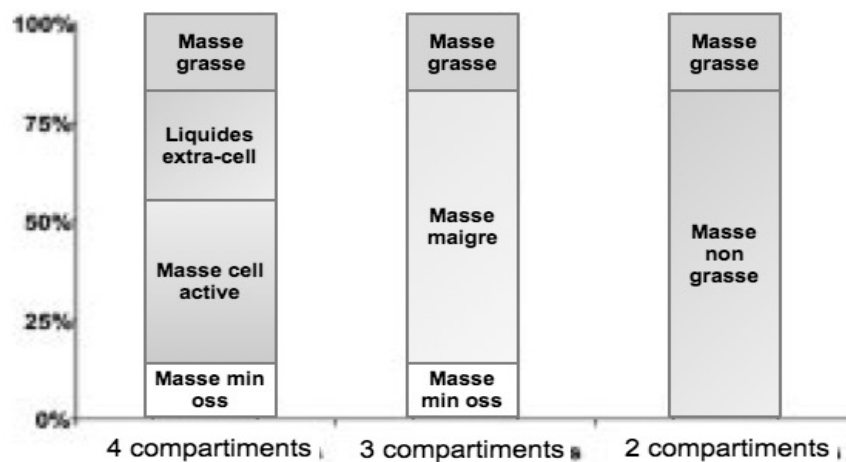 100%
75%
50%
25%
0%
Masse
grasse
Liquides
extra-cell
Masse cell
active
Masse min
oss
Masse
grasse
Masse
maigre
Masse
min oss
Masse
grasse
Masse
non
grasse
4 compartiments
3 compartiments
2 compartiments